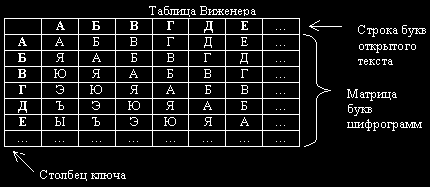 Таблица Виженера
А Б В Г Д Е ...
А А Б В Г Д Е ...
Б Я А Б В Г Д ...
В Ю Я А Б В Г ...
Г Э Ю Я А Б В ...
Д Ъ Э Ю Я А Б ...
Е Ы Ъ Э Ю Я А ...
... ... ... ... ... ... ... ...
Строка букв
открытого
текста
Матрица
букв
шифрограмм
Столбец ключа